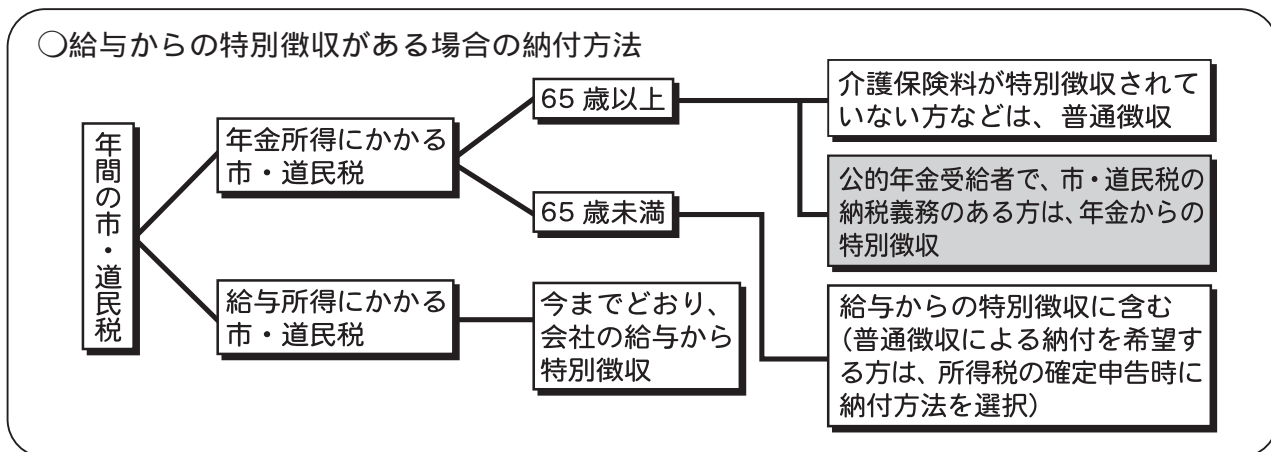 ○給与からの特別徴収がある場合の納付方法
年間の市・道民税
年金所得にかかる
市・道民税
65 歳以上
介護保険料が特別徴収されて
いない方などは、普通徴収
公的年金受給者で、市・道民税の
納税義務のある方は、年金からの
特別徴収
65 歳未満
給与からの特別徴収に含む
（普通徴収による納付を希望す
る方は、所得税の確定申告時に
納付方法を選択）
給与所得にかかる
市・道民税
今までどおり、
会社の給与から
特別徴収